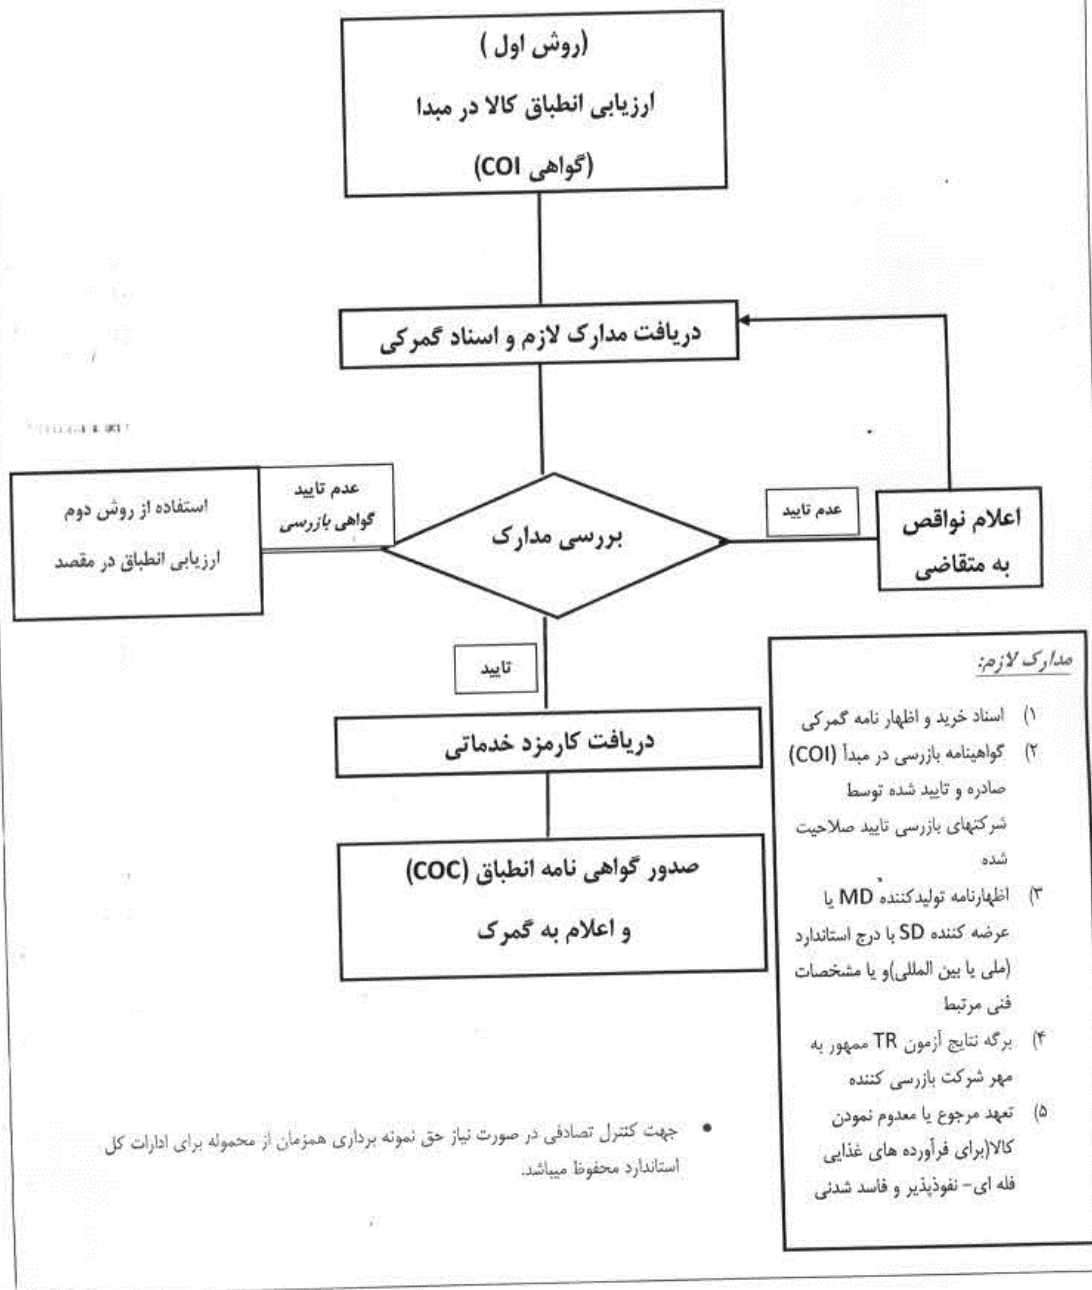 (روش اول )
ارزیابی انطباق کالا در مبدا
(گواهی COI)
دریافت مدارک لازم و اسناد گمرکی
استفاده از روش دوم
ارزیابی انطباق در مقصد
عدم تایید
گواهی بازرسی
بررسی مدارک
عدم تایید
اعلام نواقص
به متقاضی
تایید
دریافت کارمزد خدماتی
صدور گواهی نامه انطباق (COC)
و اعلام به گمرک
مدارک لازم:
۱) اسناد خرید و اظهار نامه گمرکی
۲) گواهینامه بازرسی در مبدأ (COI)
صادره و تایید شده توسط
شرکتهای بازرسی تایید صلاحیت
شده
۳) اظهارنامه تولیدکننده MD یا
عرضه کننده SD با درج استاندارد
(ملی یا بین المللی)و یا مشخصات
فنی مرتبط
۴) برگه نتایج آزمون TR ممهور به
مهر شرکت بازرسی کننده
۵) تعهد مرجوع یا معدوم نمودن
کالا(برای فرآورده های غذایی
فله ای- نفوذپذیر و فاسد شدنی
• جهت کنترل تصادفی در صورت نیاز حق نمونه برداری همزمان از محموله برای ادارات کل
استاندارد محفوظ میباشد.